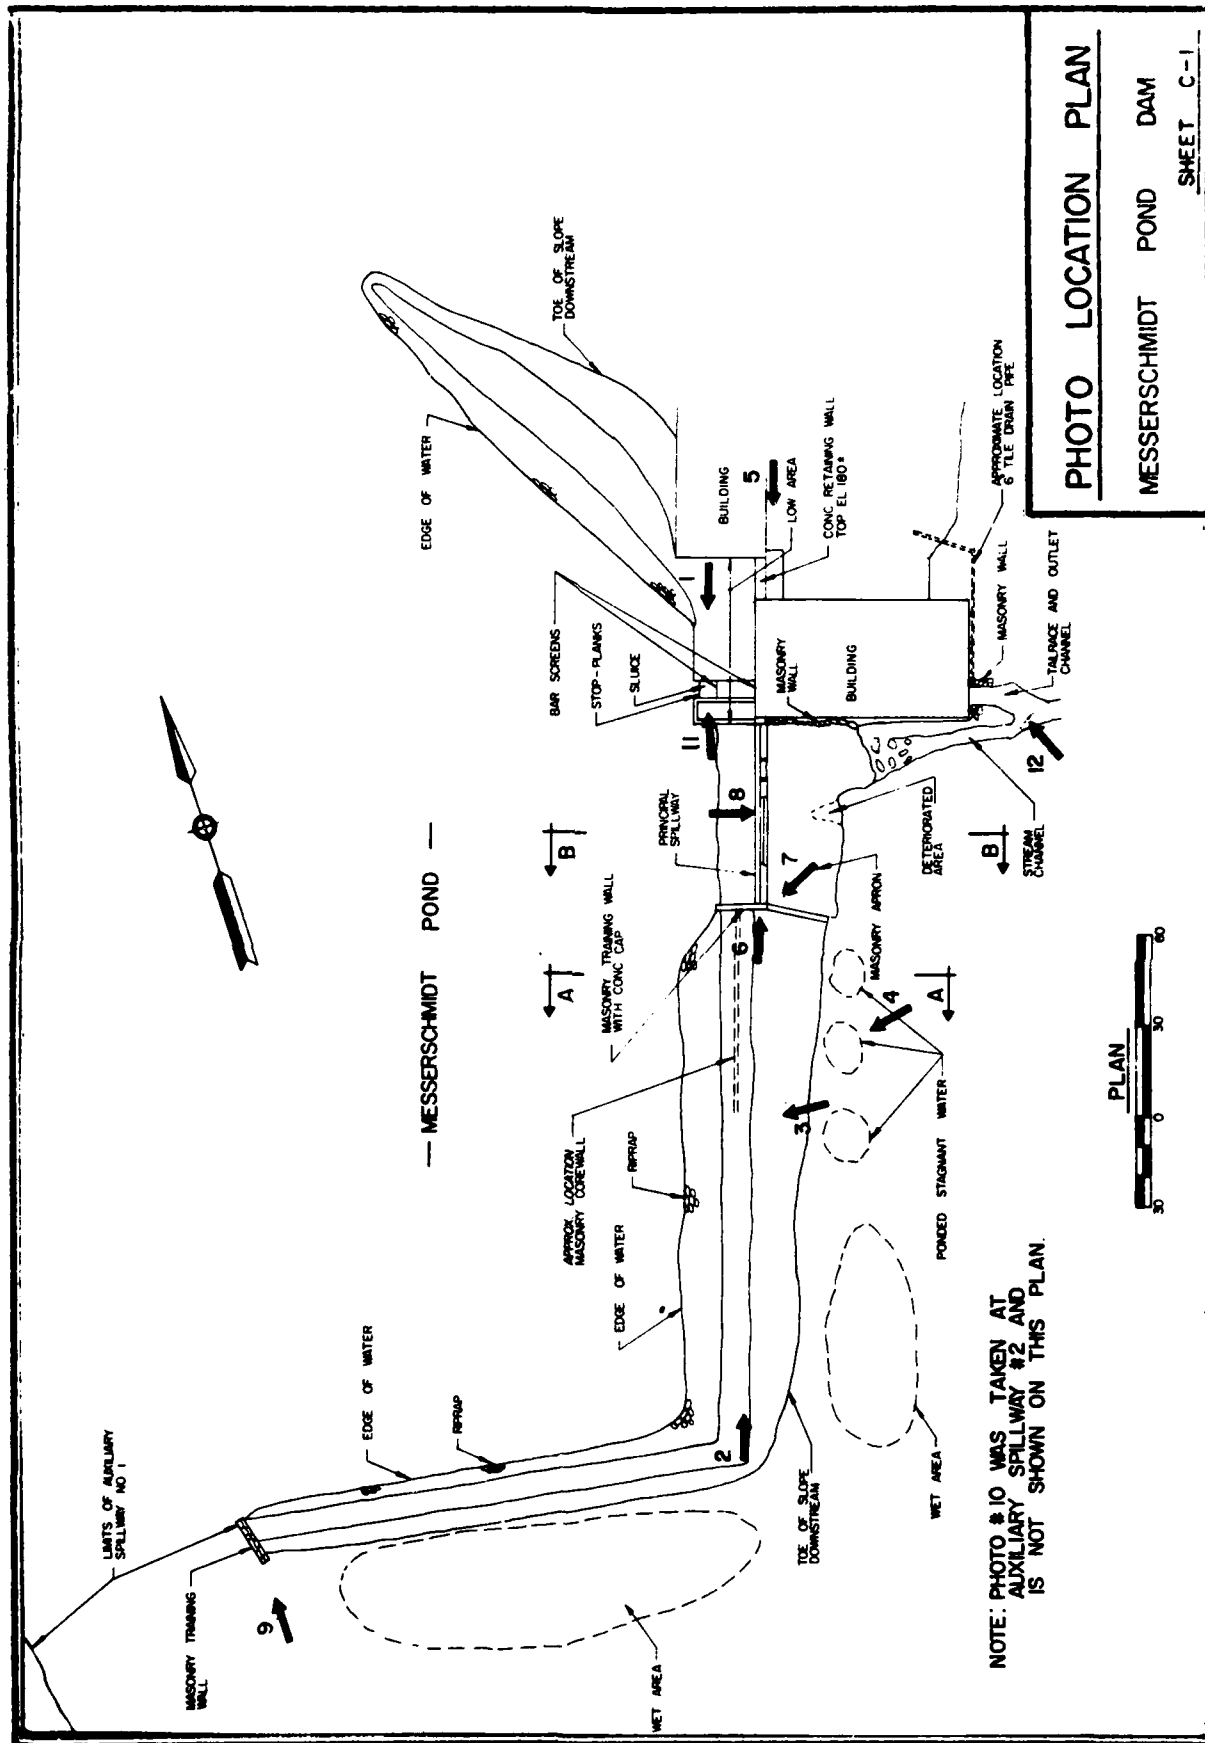 PHOTO LOCATION PLAN
MESSERSCHMIDT POND DAM
SHEET C-1
LIMITS OF AUXILIARY
SPILLWAY NO 1
MASONRY TRAINING
WALL
9
WET AREA
EDGE OF WATER
RIPRAP
2
TOE OF SLOPE
DOWNSTREAM
WET AREA
EDGE OF WATER
RIPRAP
APPROX. LOCATION
MASONRY COREWALL
MASONRY TRAINING WALL
WITH CONC CAP
— MESSERSCHMIDT POND —
A
B
3
4
PONDED STAGNANT WATER
A
6
7
MASONRY APRON
PRINCIPAL
SPILLWAY
8
DETERIORATED
AREA
B
STREAM
CHANNEL
11
12
BAR SCREENS
STOP-PLANKS
SLUICE
MASONRY
WALL
BUILDING
1
EDGE OF WATER
TOE OF SLOPE
DOWNSTREAM
BUILDING
5
LOW AREA
CONC RETAINING WALL
TOP EL 180±
APPROXIMATE LOCATION
6" TILE DRAIN PIPE
MASONRY WALL
TAILRACE AND OUTLET
CHANNEL
PLAN
30 0 30 60
NOTE: PHOTO #10 WAS TAKEN AT
AUXILIARY SPILLWAY #2 AND
IS NOT SHOWN ON THIS PLAN.